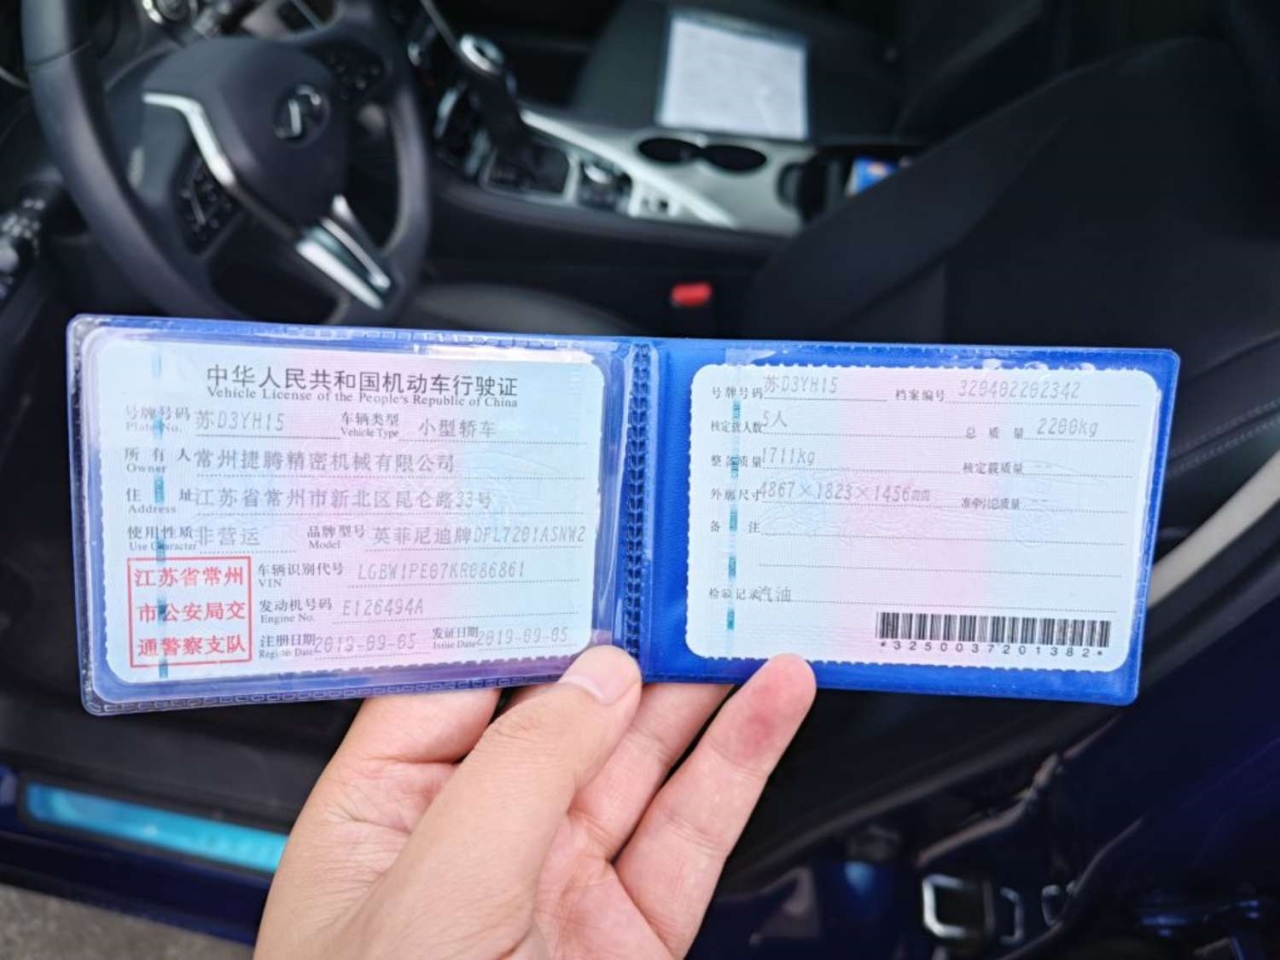 中华人民共和国机动车行驶证
Vehicle License of the People's Republic of China
号牌号码 苏D3YH15 车辆类型 小型轿车
Plate No. Vehicle Type
所有人 常州捷腾精密机械有限公司
Owner
住址 江苏省常州市新北区昆仑路33号
Address
使用性质 非营运 品牌型号 英菲尼迪牌DFL7201ASNW2
Use Character Model
江苏省常州
市公安局交
通警察支队
车辆识别代号 LGBW1PE07KR086861
VIN
发动机号码 E126494A
Engine No.
注册日期 2019-09-05 发证日期 2019-09-05
Register Date Issue Date
号牌号码 苏D3YH15 档案编号 320402202342
核定载人数 5人 总质量 2200kg
整备质量 1711kg 核定载质量 --
外廓尺寸 4867×1823×1456mm 准牵引总质量 --
备注
检验记录 汽油
*3250037201382*